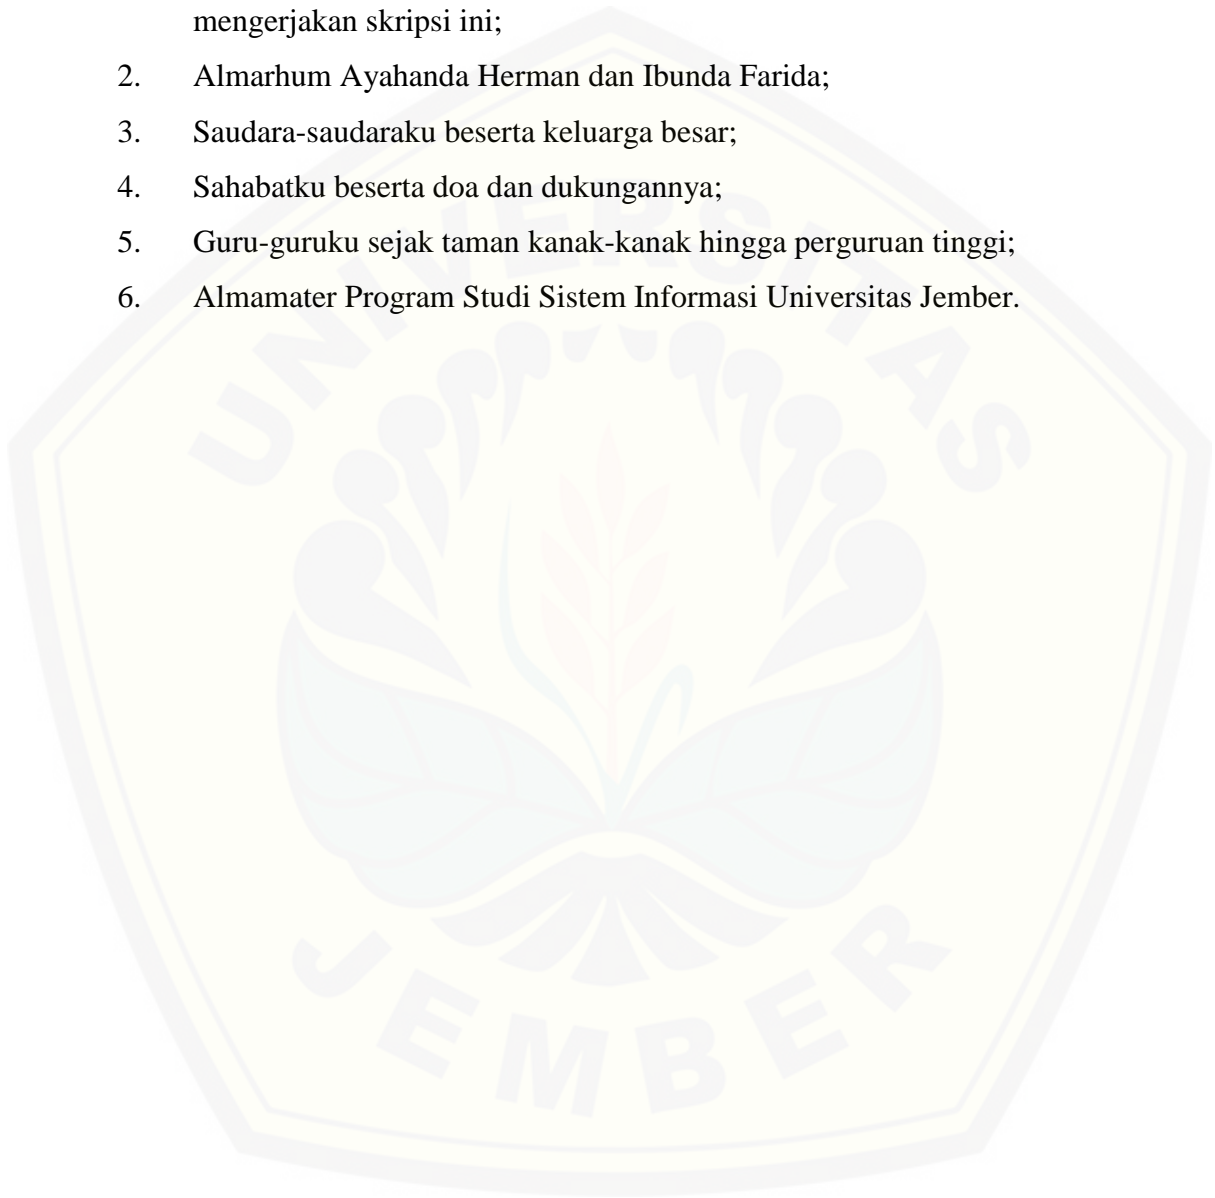 mengerjakan skripsi ini;
2. Almarhum Ayahanda Herman dan Ibunda Farida;
3. Saudara-saudaraku beserta keluarga besar;
4. Sahabatku beserta doa dan dukungannya;
5. Guru-guruku sejak taman kanak-kanak hingga perguruan tinggi;
6. Almamater Program Studi Sistem Informasi Universitas Jember.
UNIVERSITAS
JEMBER